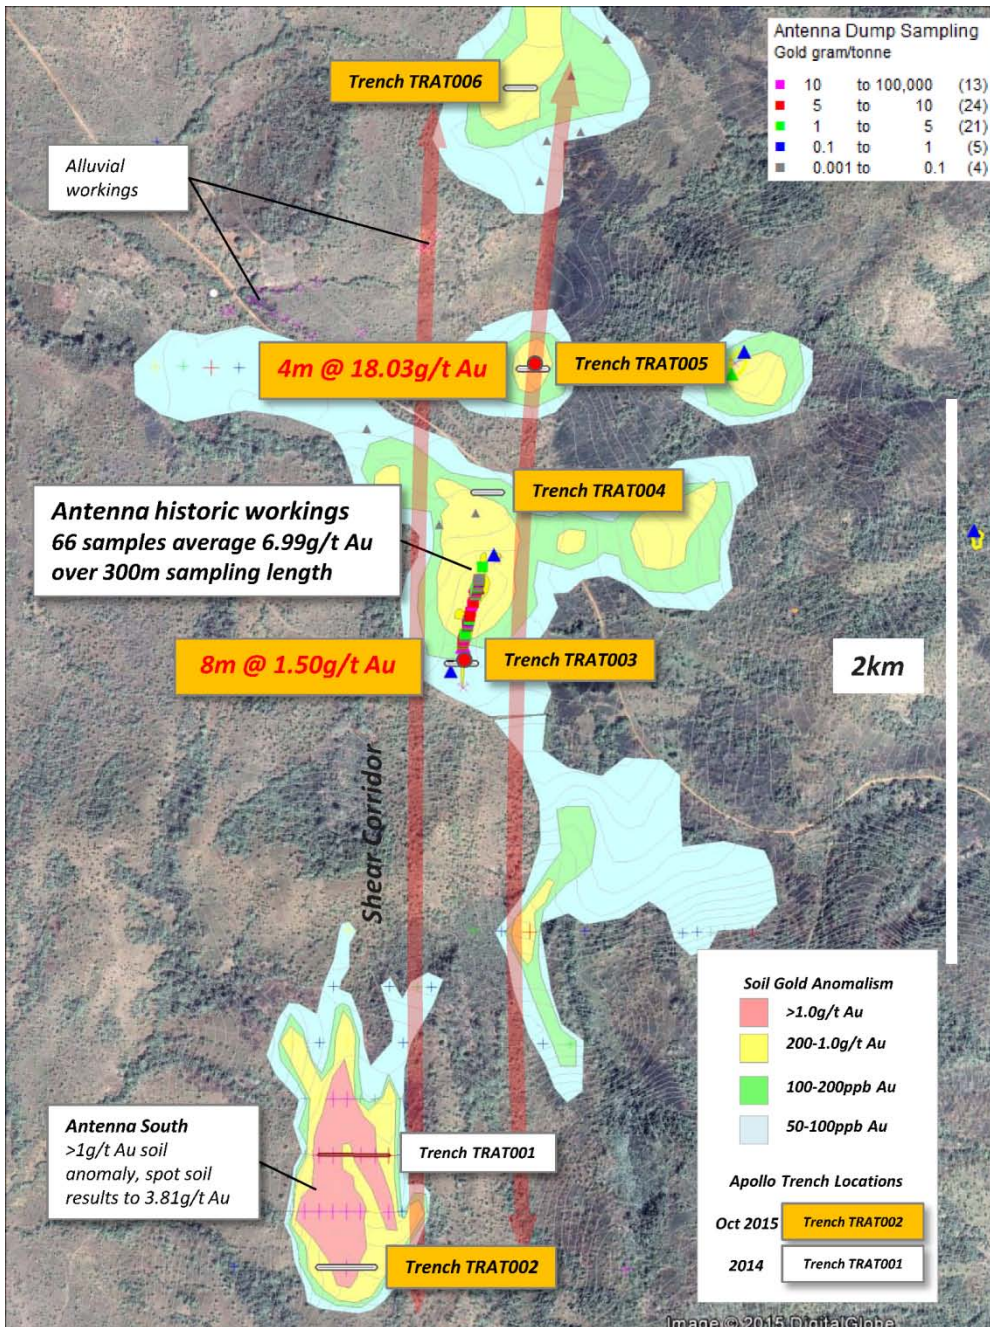 Antenna Dump Sampling
Gold gram/tonne
10 to 100,000 (13)
5 to 10 (24)
1 to 5 (21)
0.1 to 1 (5)
0.001 to 0.1 (4)
Trench TRAT006
Alluvial
workings
4m @ 18.03g/t Au
Trench TRAT005
Trench TRAT004
Antenna historic workings
66 samples average 6.99g/t Au
over 300m sampling length
8m @ 1.50g/t Au
Trench TRAT003
2km
Shear Corridor
Antenna South
>1g/t Au soil
anomaly, spot soil
results to 3.81g/t Au
Trench TRAT001
Trench TRAT002
Soil Gold Anomalism
>1.0g/t Au
200-1.0g/t Au
100-200ppb Au
50-100ppb Au
Apollo Trench Locations
Oct 2015 Trench TRAT002
2014 Trench TRAT001
Image © 2015 DigitalGlobe